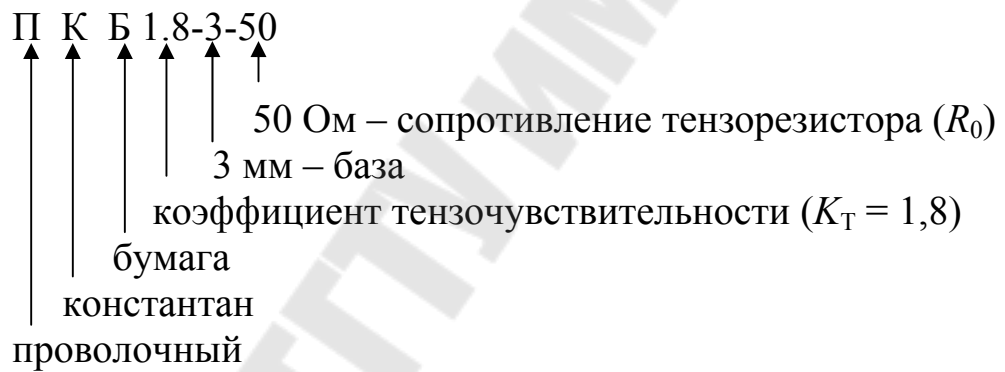 П К Б 1.8-3-50
50 Ом – сопротивление тензорезистора (R₀)
3 мм – база
коэффициент тензочувствительности (Kᴛ = 1,8)
бумага
константан
проволочный